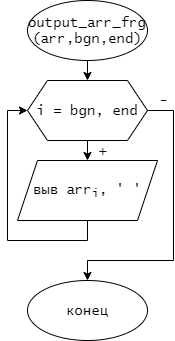 output_arr_frg
(arr,bgn,end)
i = bgn, end
-
+
выв arrᵢ, ' '
конец